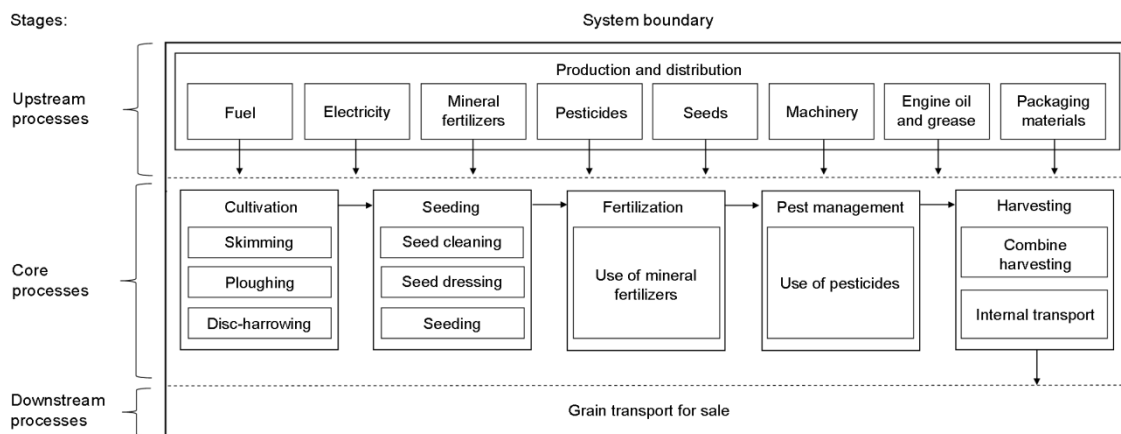 Stages:
System boundary
Upstream
processes
Production and distribution
Fuel
Electricity
Mineral
fertilizers
Pesticides
Seeds
Machinery
Engine oil
and grease
Packaging
materials
Core
processes
Cultivation
Skimming
Ploughing
Disc-harrowing
Seeding
Seed cleaning
Seed dressing
Seeding
Fertilization
Use of mineral
fertilizers
Pest management
Use of pesticides
Harvesting
Combine
harvesting
Internal transport
Downstream
processes
Grain transport for sale